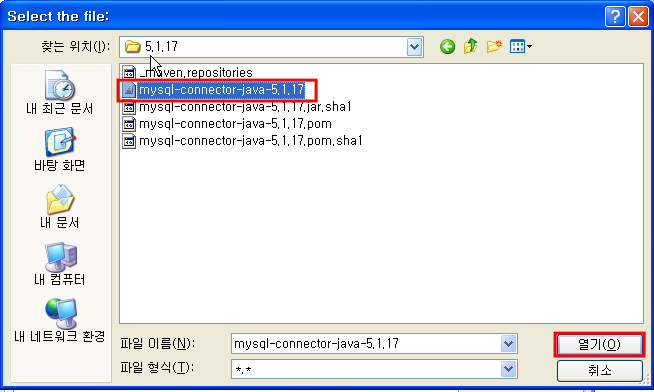 Select the file:
찾는 위치(I):
5.1.17
내 최근 문서
바탕 화면
내 문서
내 컴퓨터
내 네트워크 환경
_maven.repositories
mysql-connector-java-5.1.17
mysql-connector-java-5.1.17.jar.sha1
mysql-connector-java-5.1.17.pom
mysql-connector-java-5.1.17.pom.sha1
파일 이름(N):
mysql-connector-java-5.1.17
열기(O)
파일 형식(T):
*.*
취소